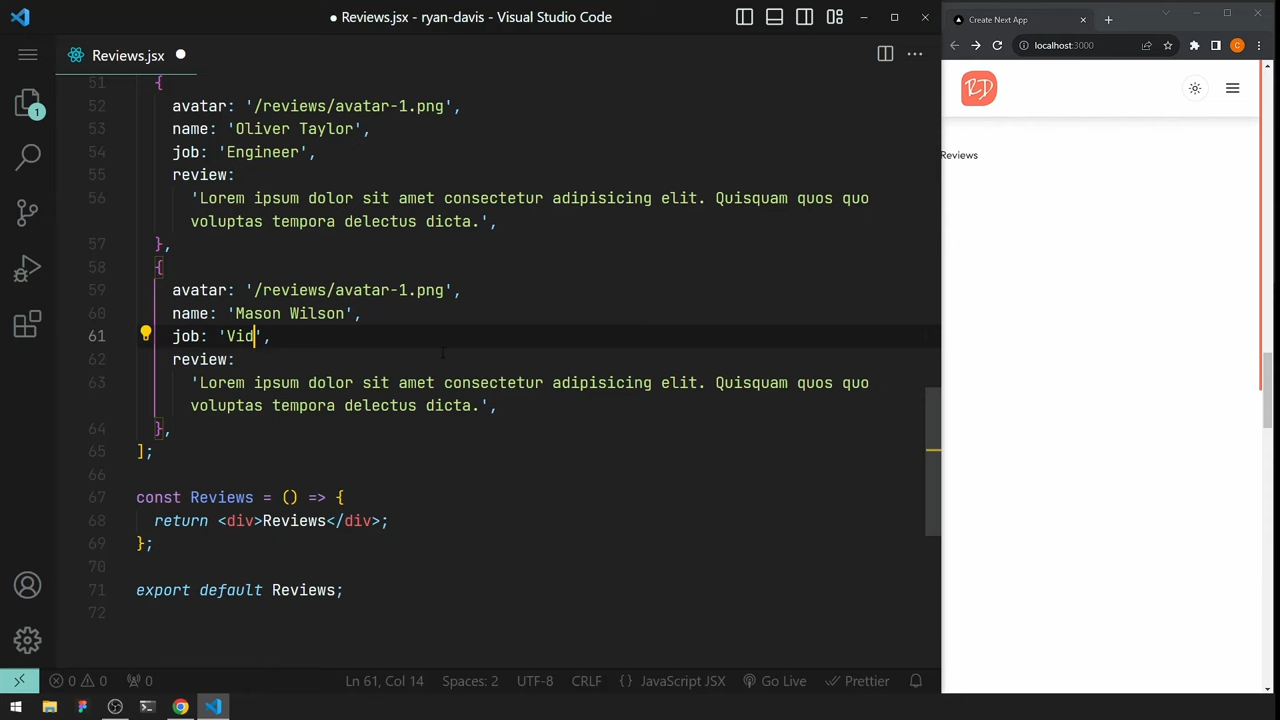 Reviews.jsx - ryan-davis - Visual Studio Code
Create Next App
Reviews.jsx
localhost:3000
C
1
RD
Reviews
51 {
52 avatar: '/reviews/avatar-1.png',
53 name: 'Oliver Taylor',
54 job: 'Engineer',
55 review:
56 'Lorem ipsum dolor sit amet consectetur adipisicing elit. Quisquam quos quo
voluptas tempora delectus dicta.',
57 },
58 {
59 avatar: '/reviews/avatar-1.png',
60 name: 'Mason Wilson',
61 job: 'Vid',
62 review:
63 'Lorem ipsum dolor sit amet consectetur adipisicing elit. Quisquam quos quo
voluptas tempora delectus dicta.',
64 },
65 ];
66
67 const Reviews = () => {
68 return <div>Reviews</div>;
69 };
70
71 export default Reviews;
72
0 0 0 Ln 61, Col 14 Spaces: 2 UTF-8 CRLF {} JavaScript JSX Go Live Prettier